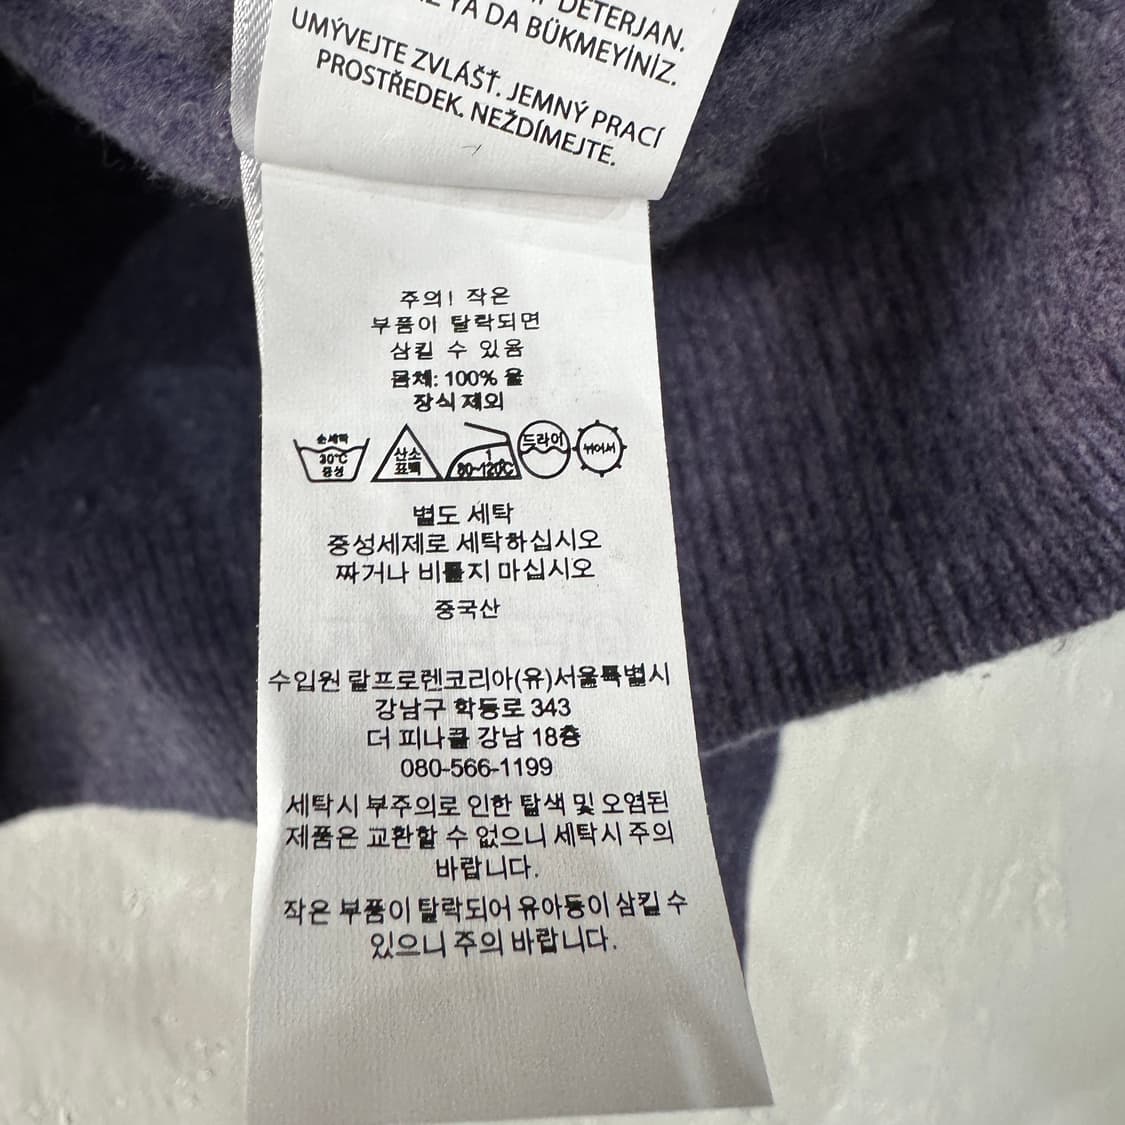 DETERJAN.
YA DA BÜKMEYİNİZ.
UMÝVEJTE ZVLÁŠŤ. JEMNÝ PRACÍ
PROSTŘEDEK. NEŽDÍMEJTE.
주의! 작은
부품이 탈락되면
삼킬 수 있음
몸체: 100% 울
장식 제외
손세탁
30°C
중성
산소
표백
1
80~120°C
드라이
뉘어서
별도 세탁
중성세제로 세탁하십시오
짜거나 비틀지 마십시오
중국산
수입원 랄프로렌코리아(유)서울특별시
강남구 학동로 343
더 피나클 강남 18층
080-566-1199
세탁시 부주의로 인한 탈색 및 오염된
제품은 교환할 수 없으니 세탁시 주의
바랍니다.
작은 부품이 탈락되어 유아동이 삼킬 수
있으니 주의 바랍니다.